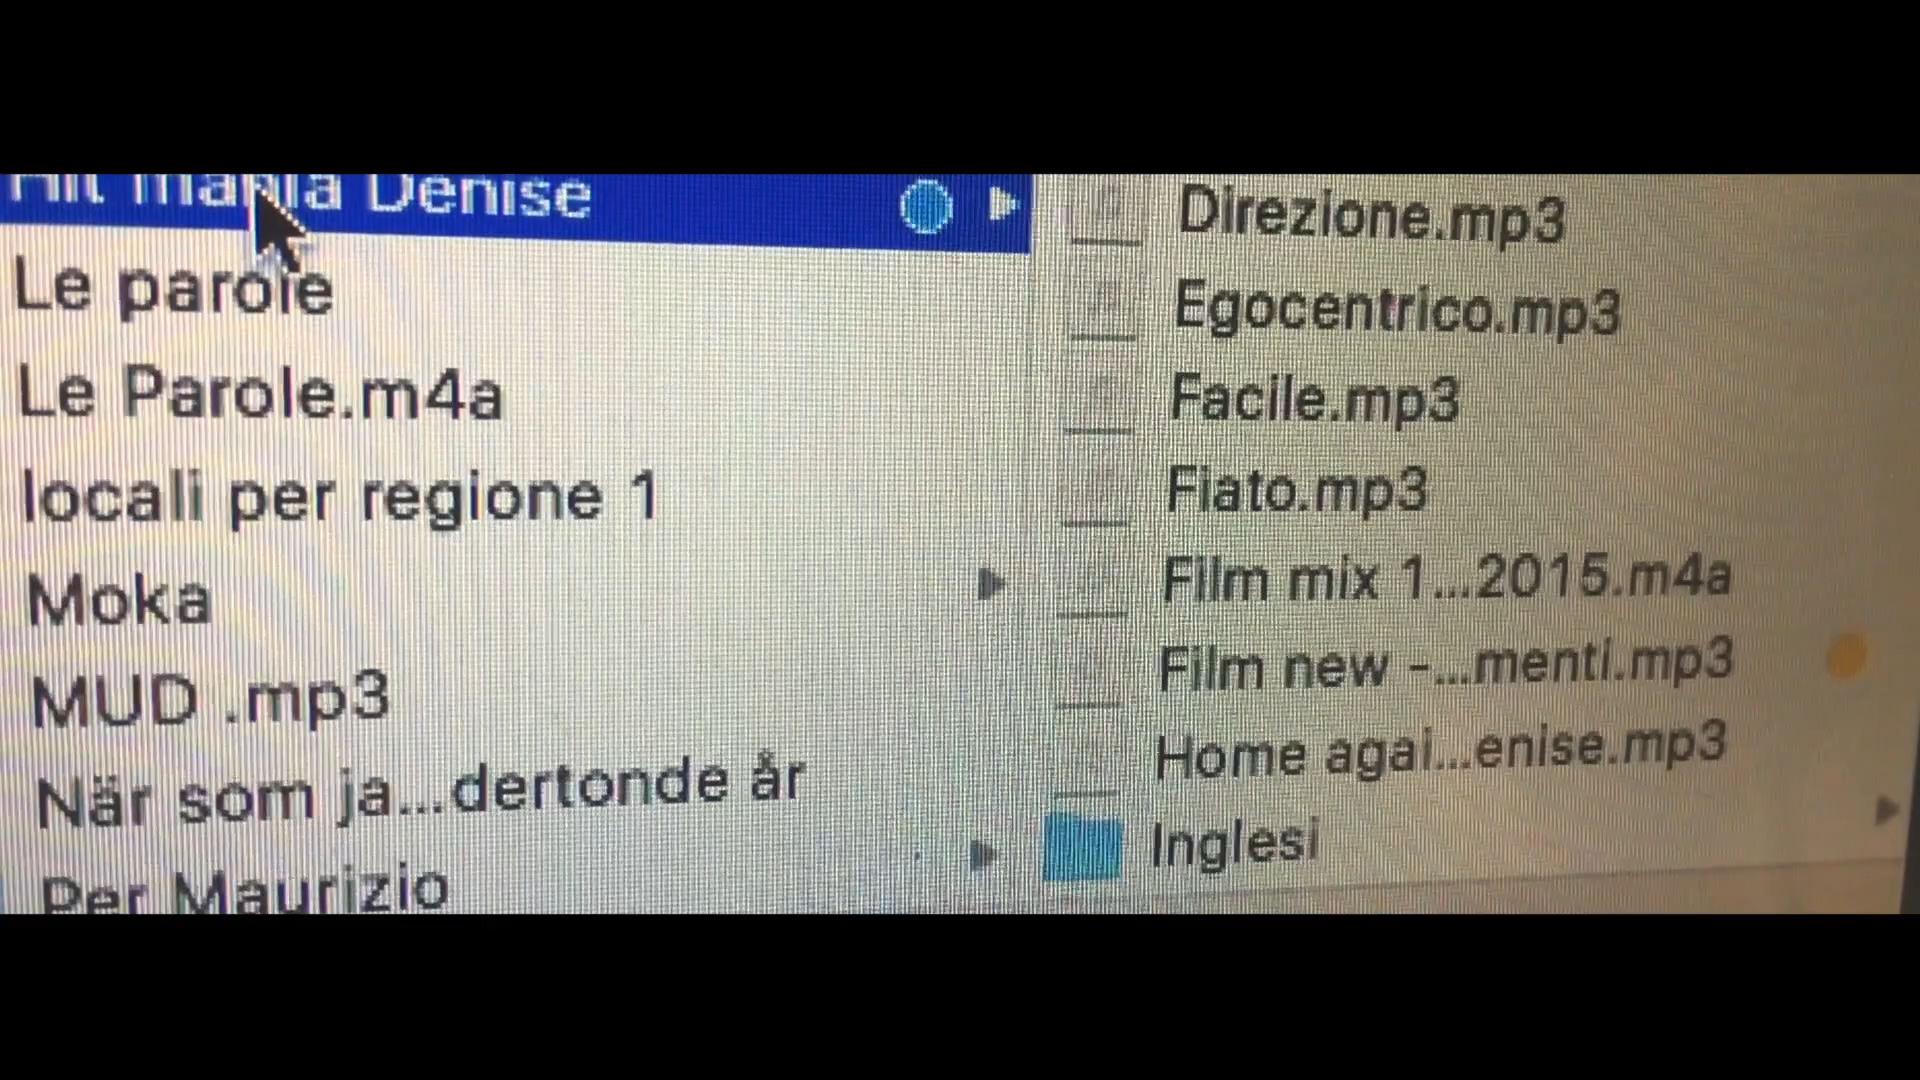 Hit mania Denise
Le parole
Le Parole.m4a
locali per regione 1
Moka
MUD .mp3
När som ja...dertonde år
Per Maurizio
Direzione.mp3
Egocentrico.mp3
Facile.mp3
Fiato.mp3
Film mix 1...2015.m4a
Film new -...menti.mp3
Home agai...enise.mp3
Inglesi